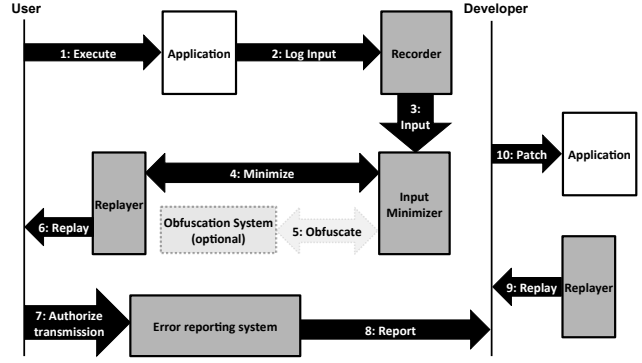 User
Developer
1: Execute
Application
2: Log Input
Recorder
3:
Input
10: Patch
Application
Replayer
4: Minimize
Input
Minimizer
6: Replay
Obfuscation System
(optional)
5: Obfuscate
9: Replay
Replayer
7: Authorize
transmission
Error reporting system
8: Report